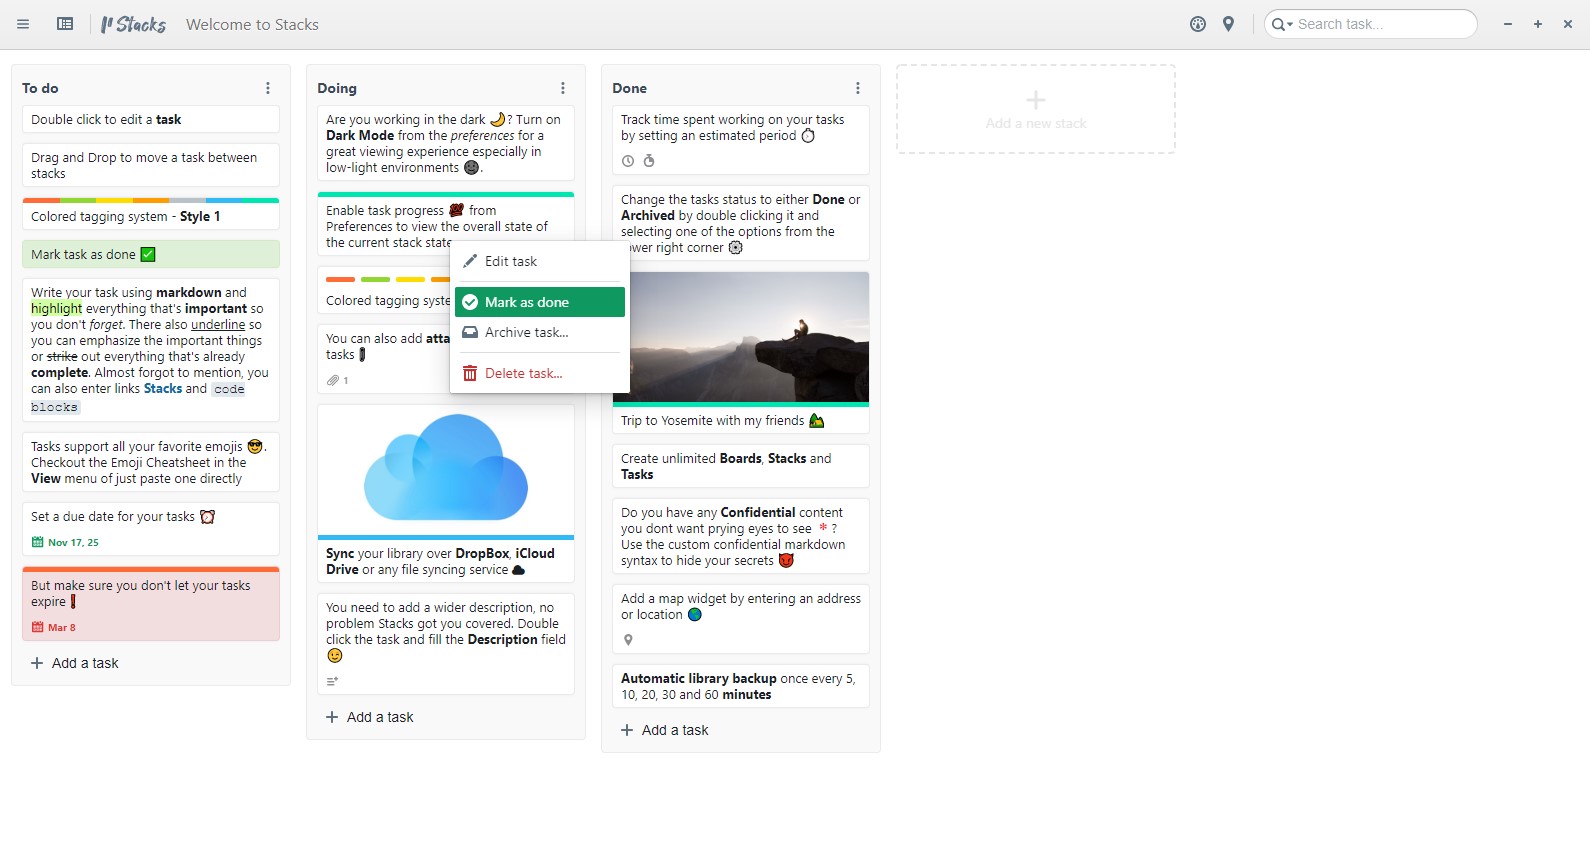 Stacks
Welcome to Stacks
Search task...
To do
Double click to edit a task
Drag and Drop to move a task between
stacks
Colored tagging system - Style 1
Mark task as done ✅
Write your task using markdown and
highlight everything that's important so
you don't forget. There also underline so
you can emphasize the important things
or strike out everything that's already
complete. Almost forgot to mention, you
can also enter links Stacks and code
blocks
Tasks support all your favorite emojis 😎.
Checkout the Emoji Cheatsheet in the
View menu of just paste one directly
Set a due date for your tasks ⏰
Nov 17, 25
But make sure you don't let your tasks
expire❗
Mar 8
Add a task
Doing
Are you working in the dark 🌙? Turn on
Dark Mode from the preferences for a
great viewing experience especially in
low-light environments 🌚.
Enable task progress 💯 from
Preferences to view the overall state of
the current stack state
Colored tagging syste
You can also add atta
tasks
1
Sync your library over DropBox, iCloud
Drive or any file syncing service ☁
You need to add a wider description, no
problem Stacks got you covered. Double
click the task and fill the Description field
😉
Add a task
Edit task
Mark as done
Archive task...
Delete task...
Done
Track time spent working on your tasks
by setting an estimated period ⏱
Change the tasks status to either Done or
Archived by double clicking it and
selecting one of the options from the
ower right corner ⚙
Trip to Yosemite with my friends 🏕
Create unlimited Boards, Stacks and
Tasks
Do you have any Confidential content
you dont want prying eyes to see * ?
Use the custom confidential markdown
syntax to hide your secrets 😈
Add a map widget by entering an address
or location 🌎
Automatic library backup once every 5,
10, 20, 30 and 60 minutes
Add a task
Add a new stack